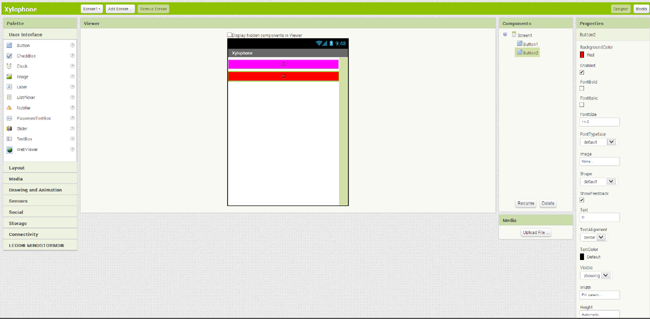 Xylophone
Screen1
Add Screen ...
Remove Screen
Designer
Blocks
Palette
User Interface
Button
CheckBox
Clock
Image
Label
ListPicker
Notifier
PasswordTextBox
Slider
TextBox
WebViewer
Layout
Media
Drawing and Animation
Sensors
Social
Storage
Connectivity
LEGO® MINDSTORMS®
Viewer
Display hidden components in Viewer
9:48
Xylophone
Components
Screen1
Button1
Button2
Rename
Delete
Media
Upload File ...
Properties
Button2
BackgroundColor
Red
Enabled
FontBold
FontItalic
FontSize
14.0
FontTypeface
default
Image
None...
Shape
default
ShowFeedback
Text
TextAlignment
center
TextColor
Default
Visible
showing
Width
Fill parent...
Height
Automatic...